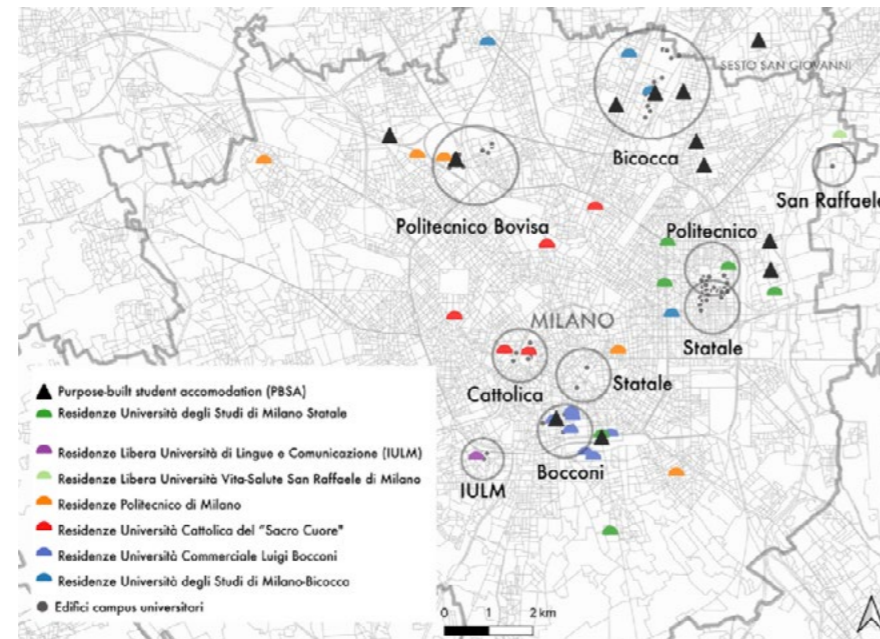 SESTO SAN GIOVANNI
Bicocca
San Raffaele
Politecnico Bovisa
Politecnico
MILANO
Statale
Cattolica
Statale
Bocconi
IULM
Purpose-built student accomodation (PBSA)
Residenze Università degli Studi di Milano Statale
Residenze Libera Università di Lingue e Comunicazione (IULM)
Residenze Libera Università Vita-Salute San Raffaele di Milano
Residenze Politecnico di Milano
Residenze Università Cattolica del "Sacro Cuore"
Residenze Università Commerciale Luigi Bocconi
Residenze Università degli Studi di Milano-Bicocca
Edifici campus universitari
0 1 2 km